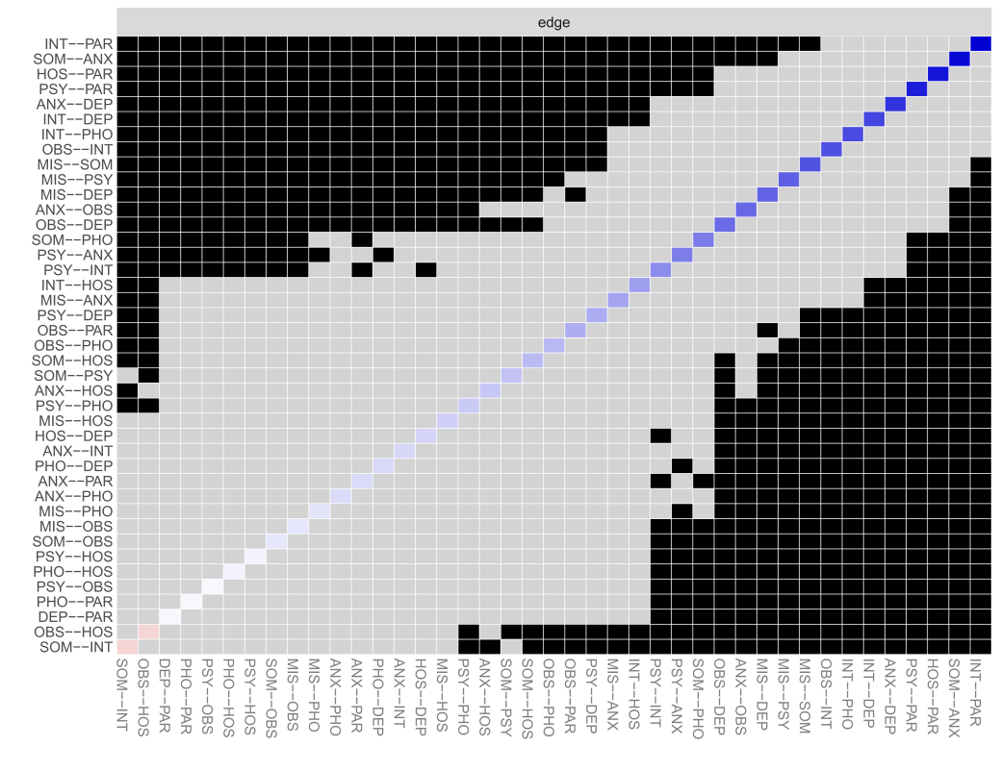 edge
INT−−PAR
SOM−−ANX
HOS−−PAR
PSY−−PAR
ANX−−DEP
INT−−DEP
INT−−PHO
OBS−−INT
MIS−−SOM
MIS−−PSY
MIS−−DEP
ANX−−OBS
OBS−−DEP
SOM−−PHO
PSY−−ANX
PSY−−INT
INT−−HOS
MIS−−ANX
PSY−−DEP
OBS−−PAR
OBS−−PHO
SOM−−HOS
SOM−−PSY
ANX−−HOS
PSY−−PHO
MIS−−HOS
HOS−−DEP
ANX−−INT
PHO−−DEP
ANX−−PAR
ANX−−PHO
MIS−−PHO
MIS−−OBS
SOM−−OBS
PSY−−HOS
PHO−−HOS
PSY−−OBS
PHO−−PAR
DEP−−PAR
OBS−−HOS
SOM−−INT
SOM−−INT
OBS−−HOS
DEP−−PAR
PHO−−PAR
PSY−−OBS
PHO−−HOS
PSY−−HOS
SOM−−OBS
MIS−−OBS
MIS−−PHO
ANX−−PHO
ANX−−PAR
PHO−−DEP
ANX−−INT
HOS−−DEP
MIS−−HOS
PSY−−PHO
ANX−−HOS
SOM−−PSY
SOM−−HOS
OBS−−PHO
OBS−−PAR
PSY−−DEP
MIS−−ANX
INT−−HOS
PSY−−INT
PSY−−ANX
SOM−−PHO
OBS−−DEP
ANX−−OBS
MIS−−DEP
MIS−−PSY
MIS−−SOM
OBS−−INT
INT−−PHO
INT−−DEP
ANX−−DEP
PSY−−PAR
HOS−−PAR
SOM−−ANX
INT−−PAR